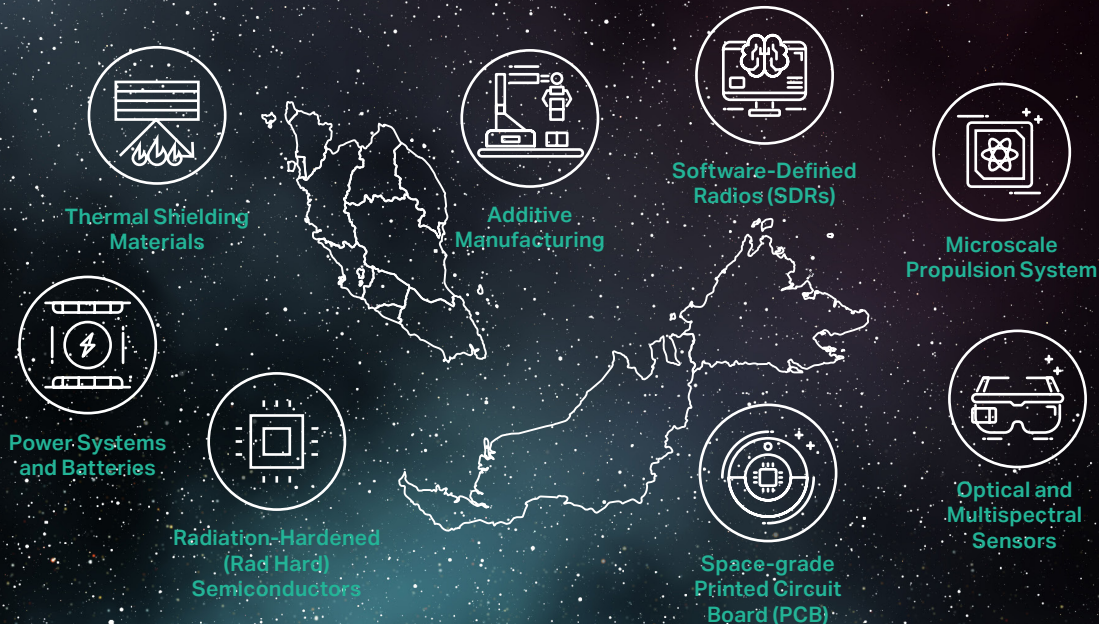 Thermal Shielding
Materials
Additive
Manufacturing
Software-Defined
Radios (SDRs)
Microscale
Propulsion System
Power Systems
and Batteries
Radiation-Hardened
(Rad Hard)
Semiconductors
Space-grade
Printed Circuit
Board (PCB)
Optical and
Multispectral
Sensors